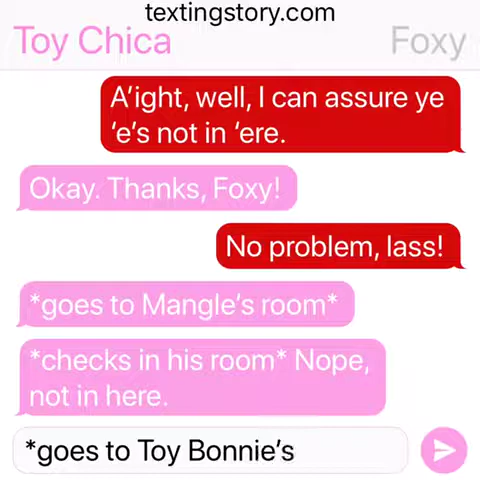 textingstory.com
Toy Chica
Foxy
A‘ight, well, I can assure ye
‘e’s not in ‘ere.
Okay. Thanks, Foxy!
No problem, lass!
*goes to Mangle’s room*
*checks in his room* Nope,
not in here.
*goes to Toy Bonnie’s